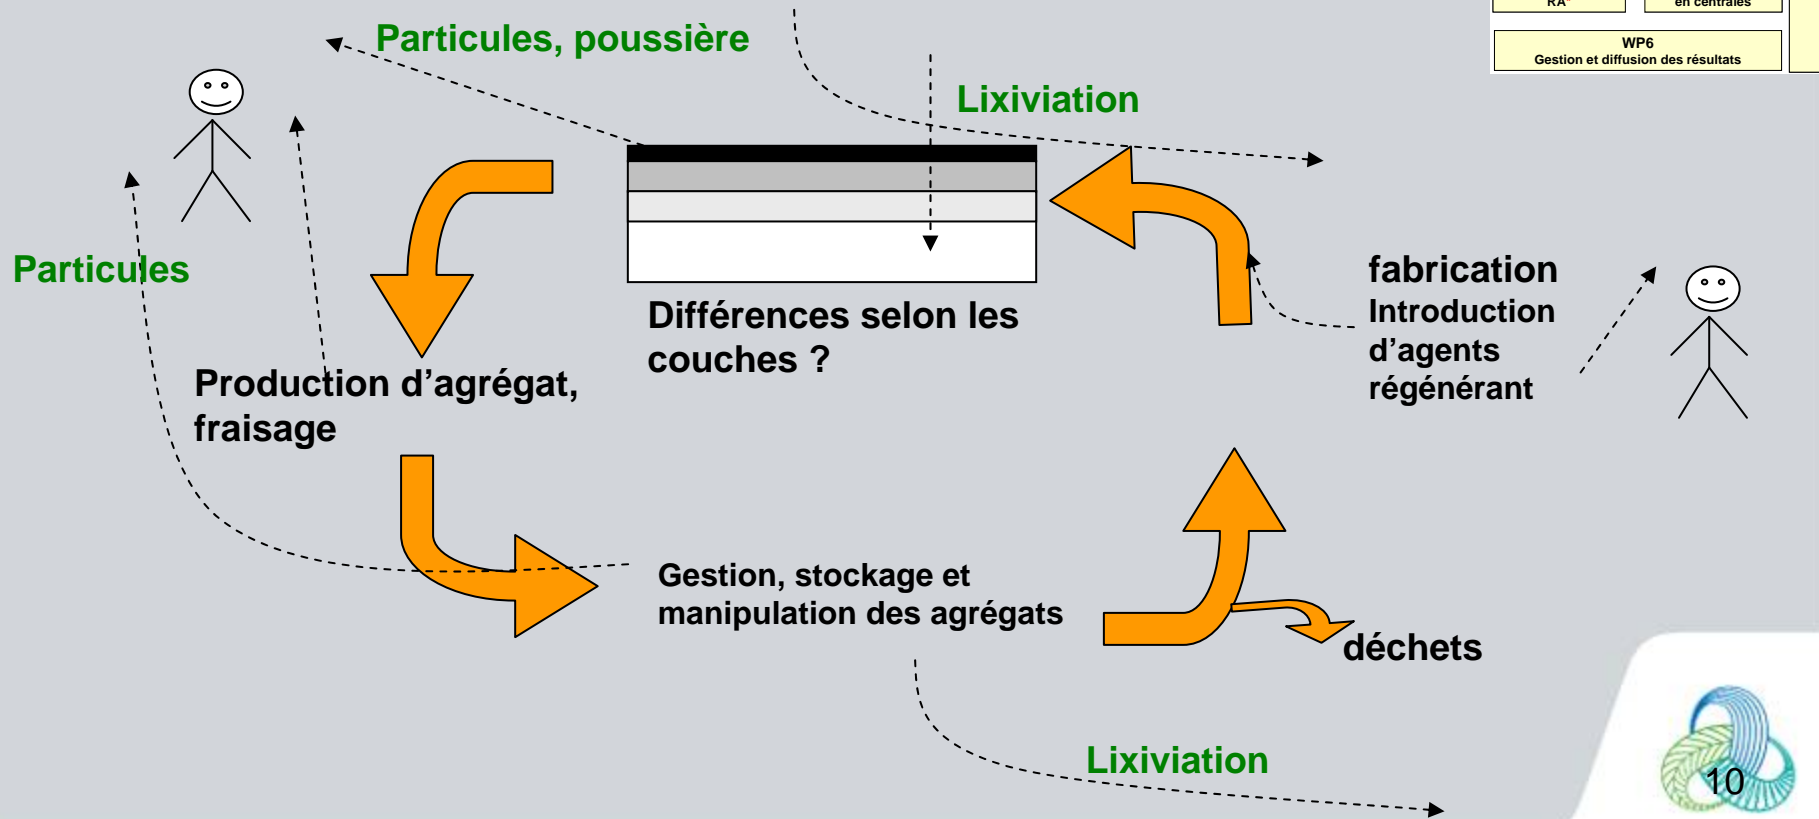 RA*
en centrales
WP6
Gestion et diffusion des résultats
Particules, poussière
Lixiviation
Particules
Différences selon les
couches ?
fabrication
Introduction
d’agents
régénérant
Production d’agrégat,
fraisage
Gestion, stockage et
manipulation des agrégats
déchets
Lixiviation
10